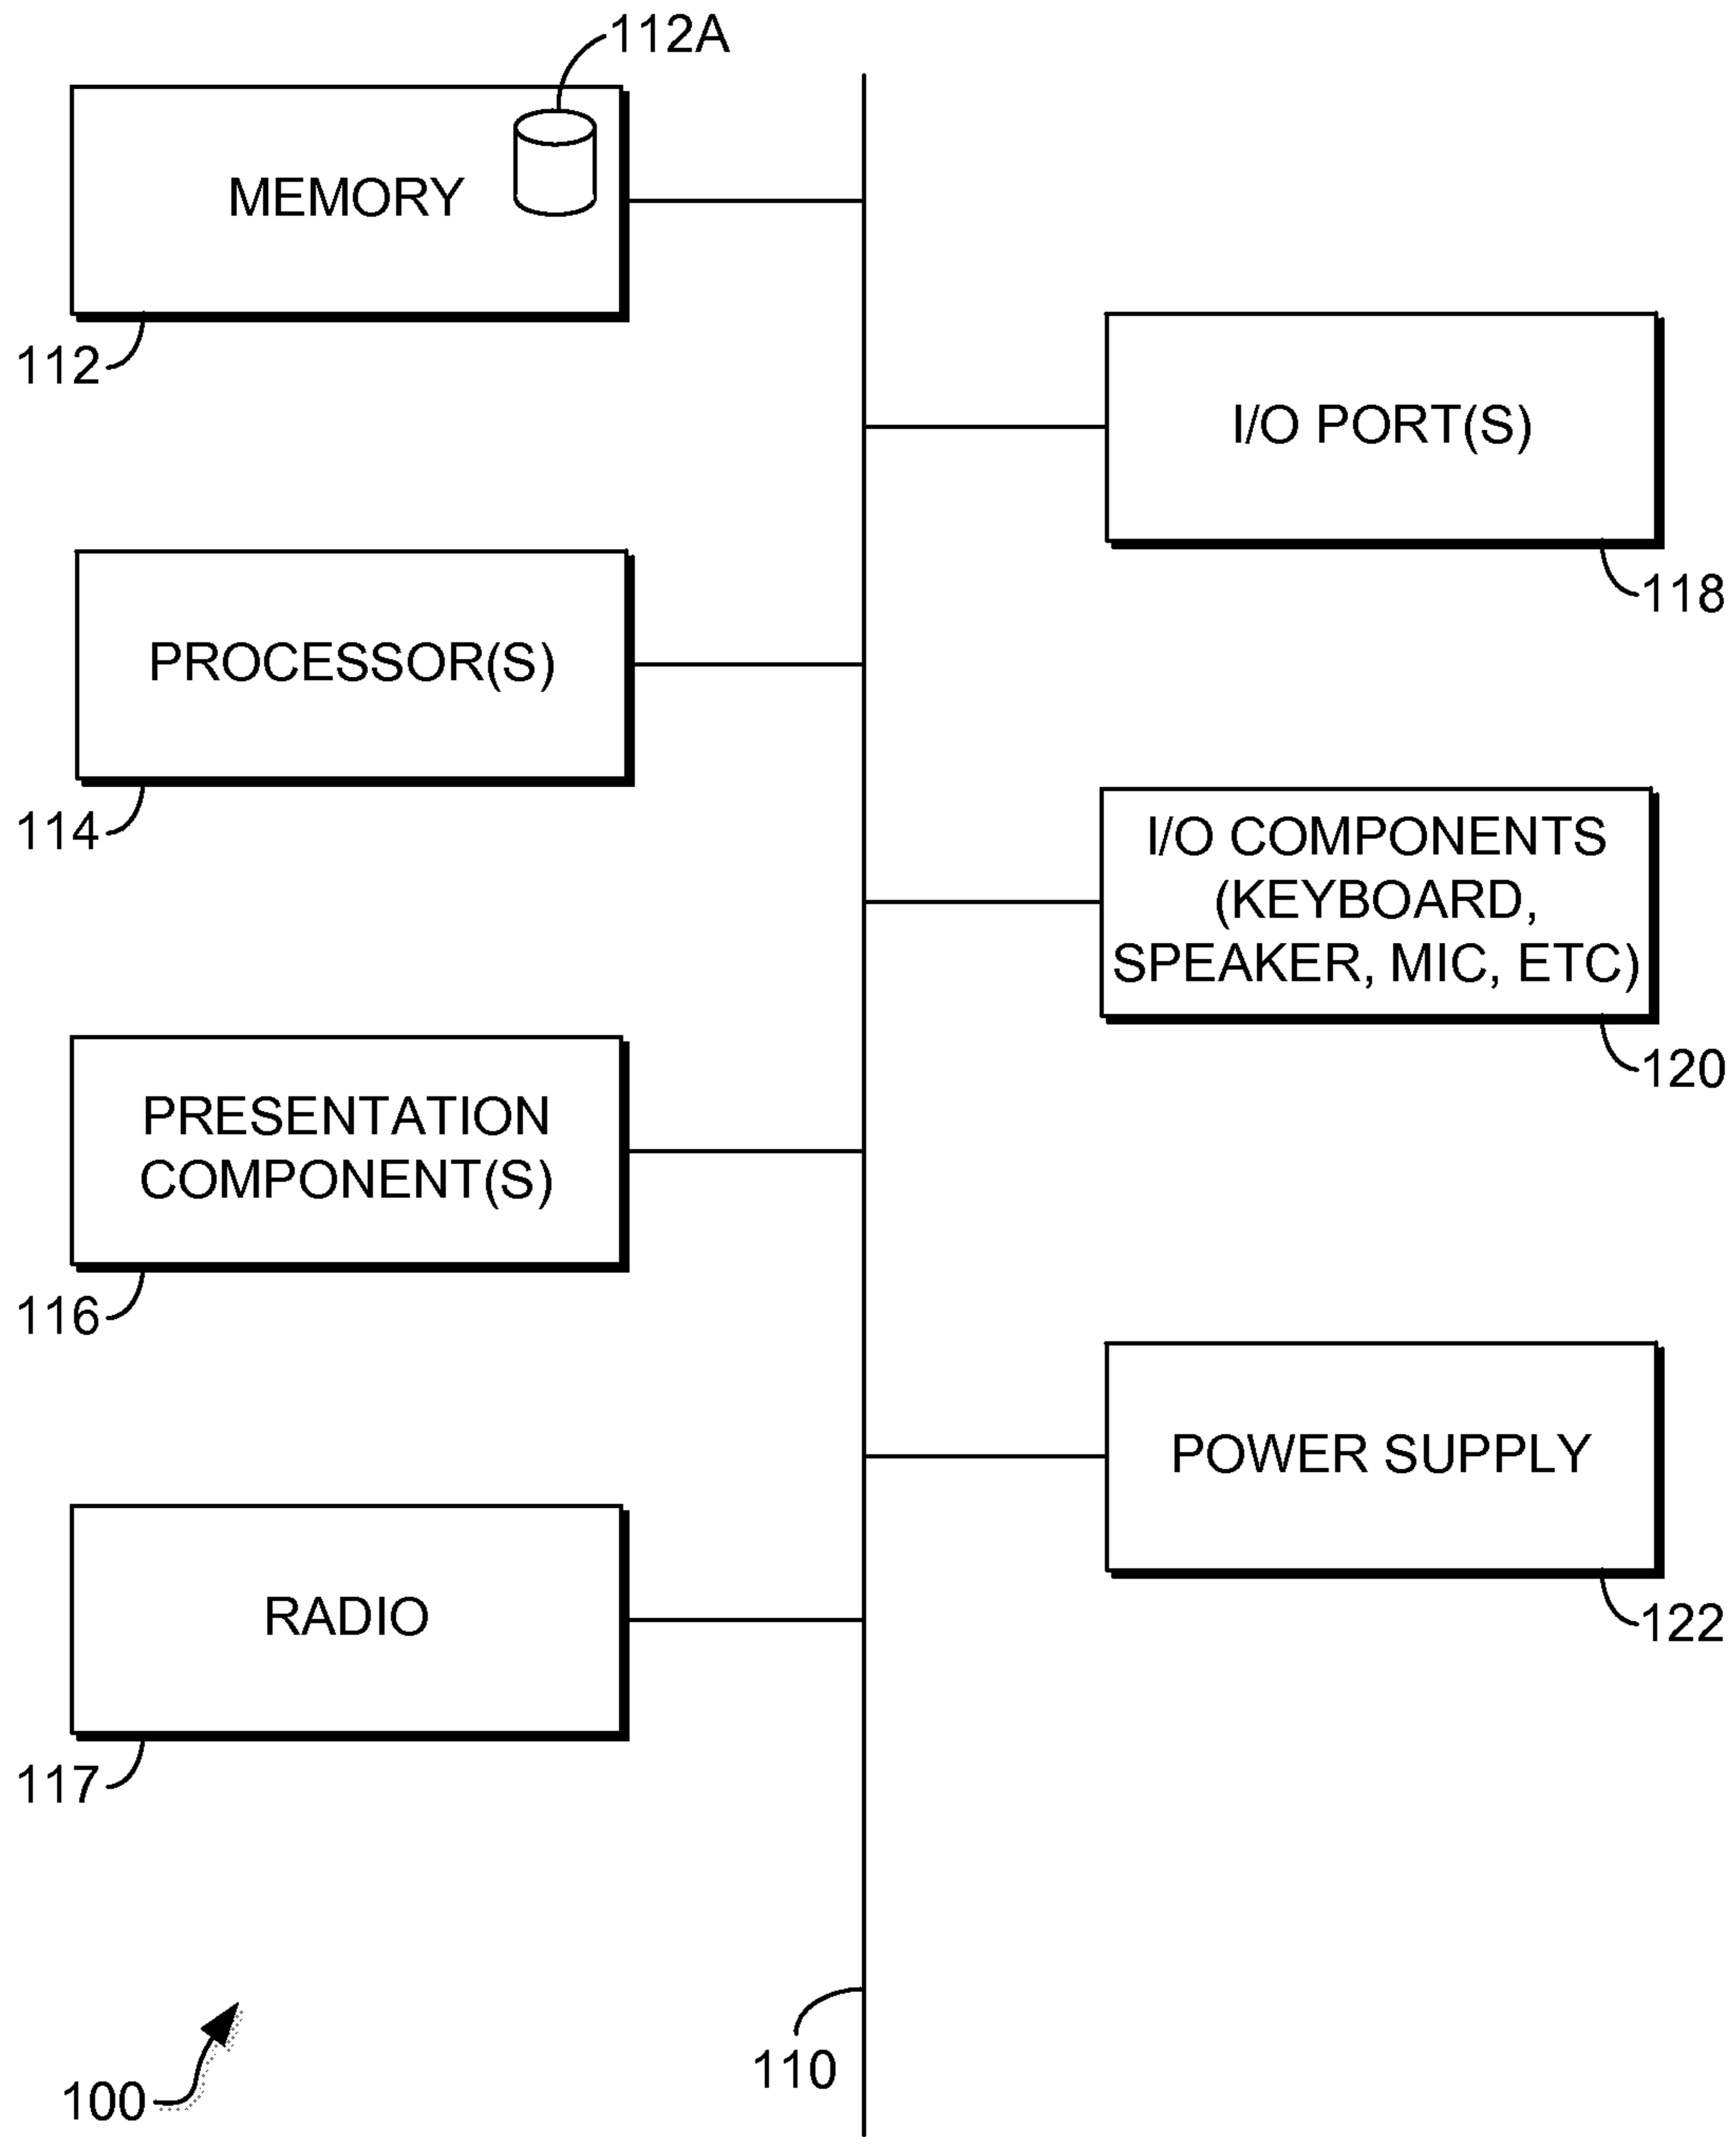 112A
MEMORY
112
I/O PORT(S)
118
PROCESSOR(S)
114
I/O COMPONENTS
(KEYBOARD,
SPEAKER, MIC, ETC)
120
PRESENTATION
COMPONENT(S)
116
POWER SUPPLY
122
RADIO
117
110
100